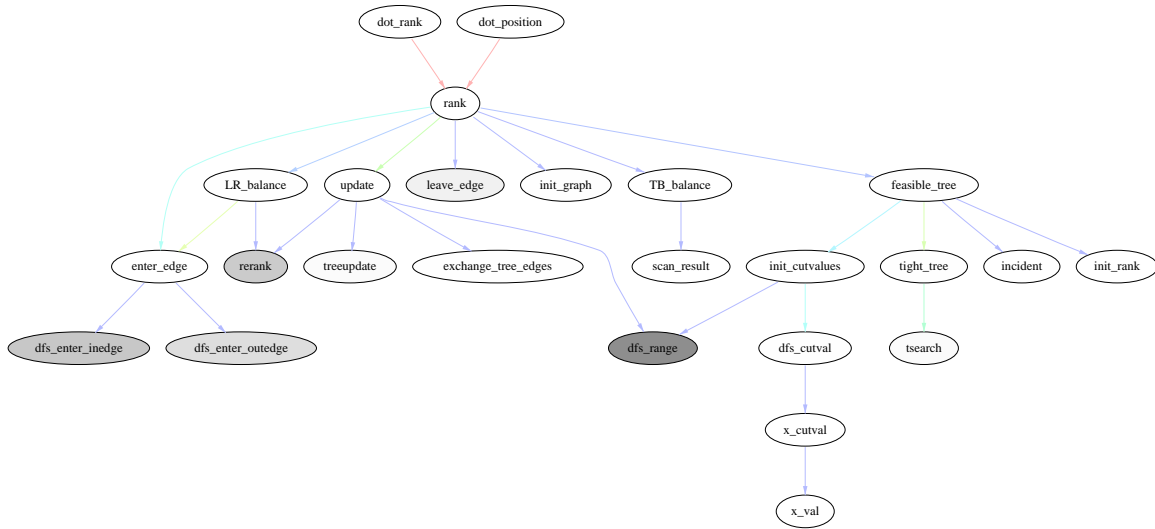 dot_rank
dot_position
rank
LR_balance
update
leave_edge
init_graph
TB_balance
feasible_tree
enter_edge
rerank
treeupdate
exchange_tree_edges
scan_result
init_cutvalues
tight_tree
incident
init_rank
dfs_enter_inedge
dfs_enter_outedge
dfs_range
dfs_cutval
tsearch
x_cutval
x_val